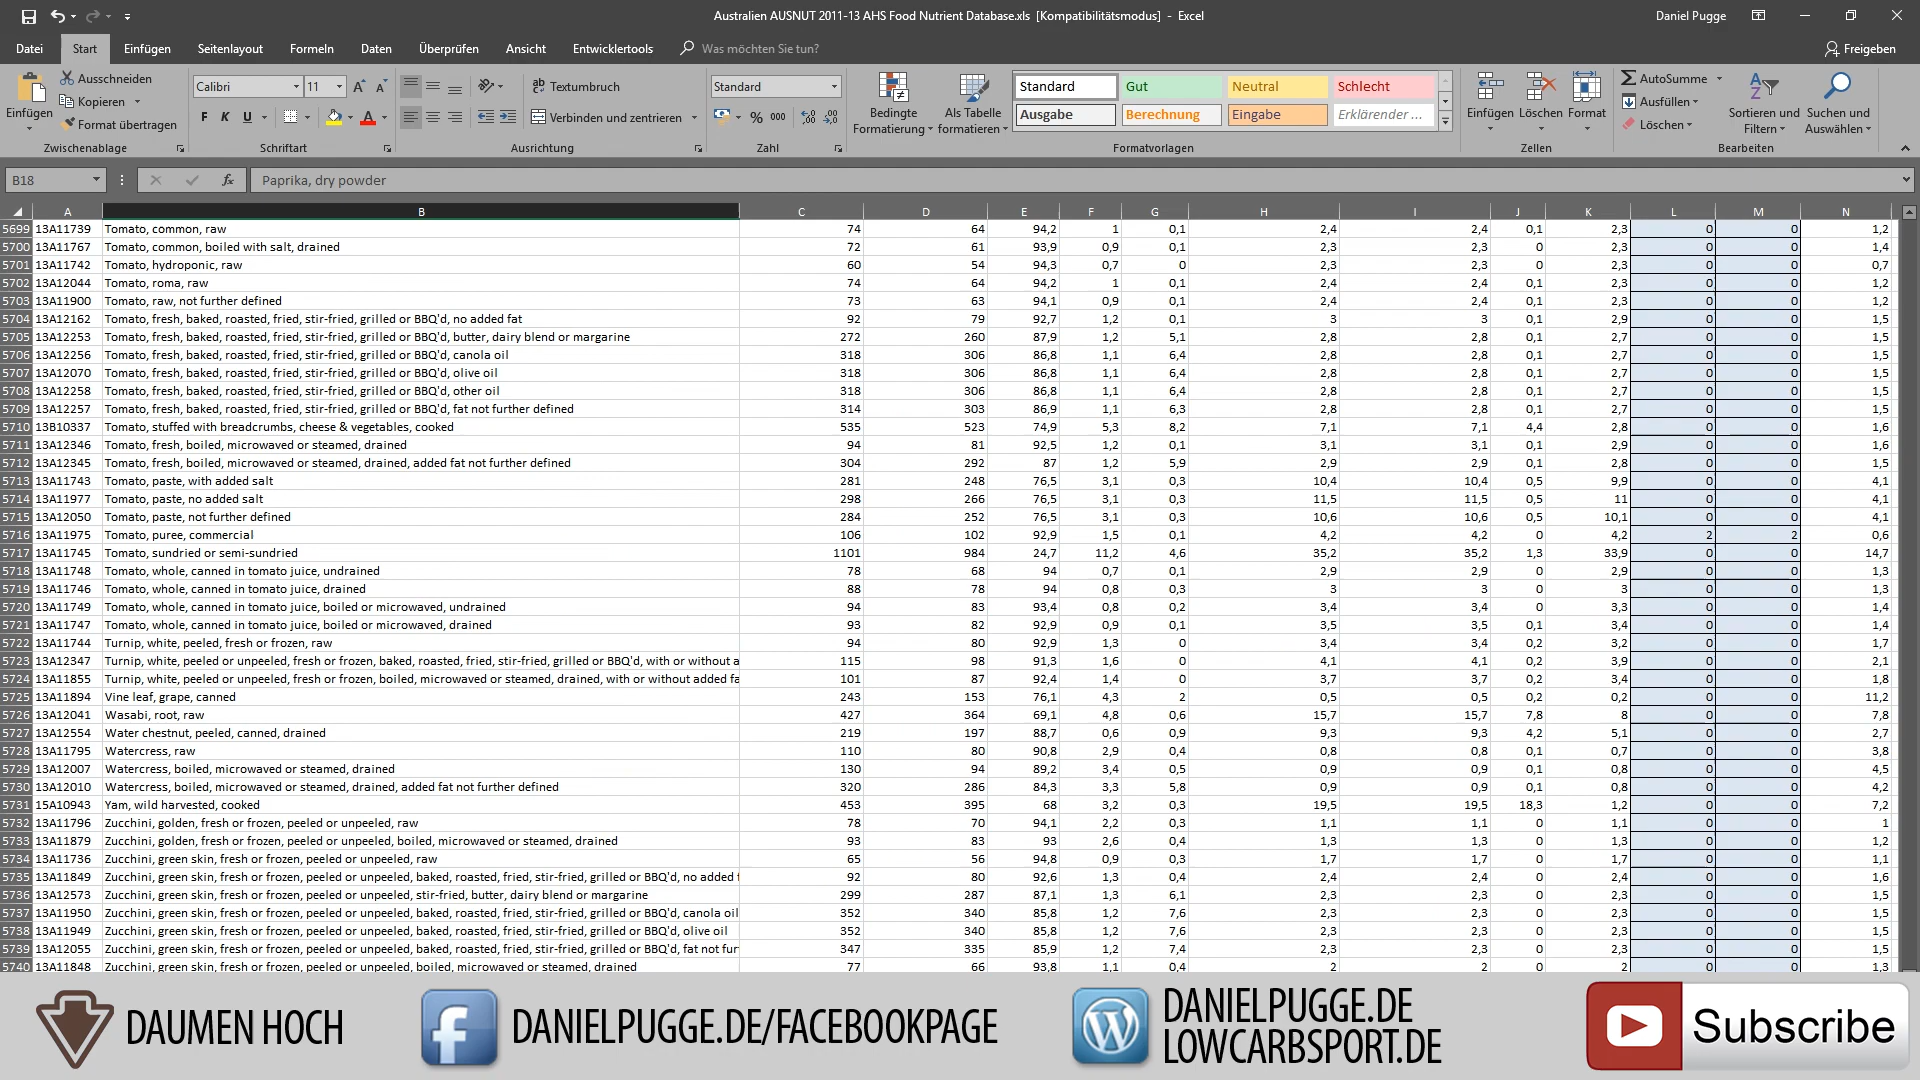 Australien AUSNUT 2011-13 AHS Food Nutrient Database.xls [Kompatibilitätsmodus] - Excel
Daniel Pugge
Datei Start Einfügen Seitenlayout Formeln Daten Überprüfen Ansicht Entwicklertools Was möchten Sie tun? Freigeben
Einfügen
Ausschneiden
Kopieren
Format übertragen
Zwischenablage
Calibri 11
F K U
Schriftart
Textumbruch
Verbinden und zentrieren
Ausrichtung
Standard
% 000
Zahl
Bedingte Formatierung
Als Tabelle formatieren
Standard Gut Neutral Schlecht
Ausgabe Berechnung Eingabe Erklärender ...
Formatvorlagen
Einfügen Löschen Format
Zellen
AutoSumme
Ausfüllen
Löschen
Sortieren und Filtern
Suchen und Auswählen
Bearbeiten
B18 fx Paprika, dry powder
A B C D E F G H I J K L M N
5699 13A11739 Tomato, common, raw 74 64 94,2 1 0,1 2,4 2,4 0,1 2,3 0 0 1,2
5700 13A11767 Tomato, common, boiled with salt, drained 72 61 93,9 0,9 0,1 2,3 2,3 0 2,3 0 0 1,4
5701 13A11742 Tomato, hydroponic, raw 60 54 94,3 0,7 0 2,3 2,3 0 2,3 0 0 0,7
5702 13A12044 Tomato, roma, raw 74 64 94,2 1 0,1 2,4 2,4 0,1 2,3 0 0 1,2
5703 13A11900 Tomato, raw, not further defined 73 63 94,1 0,9 0,1 2,4 2,4 0,1 2,3 0 0 1,2
5704 13A12162 Tomato, fresh, baked, roasted, fried, stir-fried, grilled or BBQ'd, no added fat 92 79 92,7 1,2 0,1 3 3 0,1 2,9 0 0 1,5
5705 13A12253 Tomato, fresh, baked, roasted, fried, stir-fried, grilled or BBQ'd, butter, dairy blend or margarine 272 260 87,9 1,2 5,1 2,8 2,8 0,1 2,7 0 0 1,5
5706 13A12256 Tomato, fresh, baked, roasted, fried, stir-fried, grilled or BBQ'd, canola oil 318 306 86,8 1,1 6,4 2,8 2,8 0,1 2,7 0 0 1,5
5707 13A12070 Tomato, fresh, baked, roasted, fried, stir-fried, grilled or BBQ'd, olive oil 318 306 86,8 1,1 6,4 2,8 2,8 0,1 2,7 0 0 1,5
5708 13A12258 Tomato, fresh, baked, roasted, fried, stir-fried, grilled or BBQ'd, other oil 318 306 86,8 1,1 6,4 2,8 2,8 0,1 2,7 0 0 1,5
5709 13A12257 Tomato, fresh, baked, roasted, fried, stir-fried, grilled or BBQ'd, fat not further defined 314 303 86,9 1,1 6,3 2,8 2,8 0,1 2,7 0 0 1,5
5710 13B10337 Tomato, stuffed with breadcrumbs, cheese & vegetables, cooked 535 523 74,9 5,3 8,2 7,1 7,1 4,4 2,8 0 0 1,6
5711 13A12346 Tomato, fresh, boiled, microwaved or steamed, drained 94 81 92,5 1,2 0,1 3,1 3,1 0,1 2,9 0 0 1,6
5712 13A12345 Tomato, fresh, boiled, microwaved or steamed, drained, added fat not further defined 304 292 87 1,2 5,9 2,9 2,9 0,1 2,8 0 0 1,5
5713 13A11743 Tomato, paste, with added salt 281 248 76,5 3,1 0,3 10,4 10,4 0,5 9,9 0 0 4,1
5714 13A11977 Tomato, paste, no added salt 298 266 76,5 3,1 0,3 11,5 11,5 0,5 11 0 0 4,1
5715 13A12050 Tomato, paste, not further defined 284 252 76,5 3,1 0,3 10,6 10,6 0,5 10,1 0 0 4,1
5716 13A11975 Tomato, puree, commercial 106 102 92,9 1,5 0,1 4,2 4,2 0 4,2 2 2 0,6
5717 13A11745 Tomato, sundried or semi-sundried 1101 984 24,7 11,2 4,6 35,2 35,2 1,3 33,9 0 0 14,7
5718 13A11748 Tomato, whole, canned in tomato juice, undrained 78 68 94 0,7 0,1 2,9 2,9 0 2,9 0 0 1,3
5719 13A11746 Tomato, whole, canned in tomato juice, drained 88 78 94 0,8 0,3 3 3 0 3 0 0 1,3
5720 13A11749 Tomato, whole, canned in tomato juice, boiled or microwaved, undrained 94 83 93,4 0,8 0,2 3,4 3,4 0 3,3 0 0 1,4
5721 13A11747 Tomato, whole, canned in tomato juice, boiled or microwaved, drained 93 82 92,9 0,9 0,1 3,5 3,5 0,1 3,4 0 0 1,4
5722 13A11744 Turnip, white, peeled, fresh or frozen, raw 94 80 92,9 1,3 0 3,4 3,4 0,2 3,2 0 0 1,7
5723 13A12347 Turnip, white, peeled or unpeeled, fresh or frozen, baked, roasted, fried, stir-fried, grilled or BBQ'd, with or without a 115 98 91,3 1,6 0 4,1 4,1 0,2 3,9 0 0 2,1
5724 13A11855 Turnip, white, peeled or unpeeled, fresh or frozen, boiled, microwaved or steamed, drained, with or without added fa 101 87 92,4 1,4 0 3,7 3,7 0,2 3,4 0 0 1,8
5725 13A11894 Vine leaf, grape, canned 243 153 76,1 4,3 2 0,5 0,5 0,2 0,2 0 0 11,2
5726 13A12041 Wasabi, root, raw 427 364 69,1 4,8 0,6 15,7 15,7 7,8 8 0 0 7,8
5727 13A12554 Water chestnut, peeled, canned, drained 219 197 88,7 0,6 0,9 9,3 9,3 4,2 5,1 0 0 2,7
5728 13A11795 Watercress, raw 110 80 90,8 2,9 0,4 0,8 0,8 0,1 0,7 0 0 3,8
5729 13A12007 Watercress, boiled, microwaved or steamed, drained 130 94 89,2 3,4 0,5 0,9 0,9 0,1 0,8 0 0 4,5
5730 13A12010 Watercress, boiled, microwaved or steamed, drained, added fat not further defined 320 286 84,3 3,3 5,8 0,9 0,9 0,1 0,8 0 0 4,2
5731 15A10943 Yam, wild harvested, cooked 453 395 68 3,2 0,3 19,5 19,5 18,3 1,2 0 0 7,2
5732 13A11796 Zucchini, golden, fresh or frozen, peeled or unpeeled, raw 78 70 94,1 2,2 0,3 1,1 1,1 0 1,1 0 0 1
5733 13A11879 Zucchini, golden, fresh or frozen, peeled or unpeeled, boiled, microwaved or steamed, drained 93 83 93 2,6 0,4 1,3 1,3 0 1,3 0 0 1,2
5734 13A11736 Zucchini, green skin, fresh or frozen, peeled or unpeeled, raw 65 56 94,8 0,9 0,3 1,7 1,7 0 1,7 0 0 1,1
5735 13A11849 Zucchini, green skin, fresh or frozen, peeled or unpeeled, baked, roasted, fried, stir-fried, grilled or BBQ'd, no added 92 80 92,6 1,3 0,4 2,4 2,4 0 2,4 0 0 1,6
5736 13A12573 Zucchini, green skin, fresh or frozen, peeled or unpeeled, stir-fried, butter, dairy blend or margarine 299 287 87,1 1,3 6,1 2,3 2,3 0 2,3 0 0 1,5
5737 13A11950 Zucchini, green skin, fresh or frozen, peeled or unpeeled, baked, roasted, fried, stir-fried, grilled or BBQ'd, canola oil 352 340 85,8 1,2 7,6 2,3 2,3 0 2,3 0 0 1,5
5738 13A11949 Zucchini, green skin, fresh or frozen, peeled or unpeeled, baked, roasted, fried, stir-fried, grilled or BBQ'd, olive oil 352 340 85,8 1,2 7,6 2,3 2,3 0 2,3 0 0 1,5
5739 13A12055 Zucchini, green skin, fresh or frozen, peeled or unpeeled, baked, roasted, fried, stir-fried, grilled or BBQ'd, fat not fur 347 335 85,9 1,2 7,4 2,3 2,3 0 2,3 0 0 1,5
5740 13A11848 Zucchini, green skin, fresh or frozen, peeled or unpeeled, boiled, microwaved or steamed, drained 77 66 93,8 1,1 0,4 2 2 0 2 0 0 1,3
DAUMEN HOCH
DANIELPUGGE.DE/FACEBOOKPAGE
DANIELPUGGE.DE
LOWCARBSPORT.DE
Subscribe